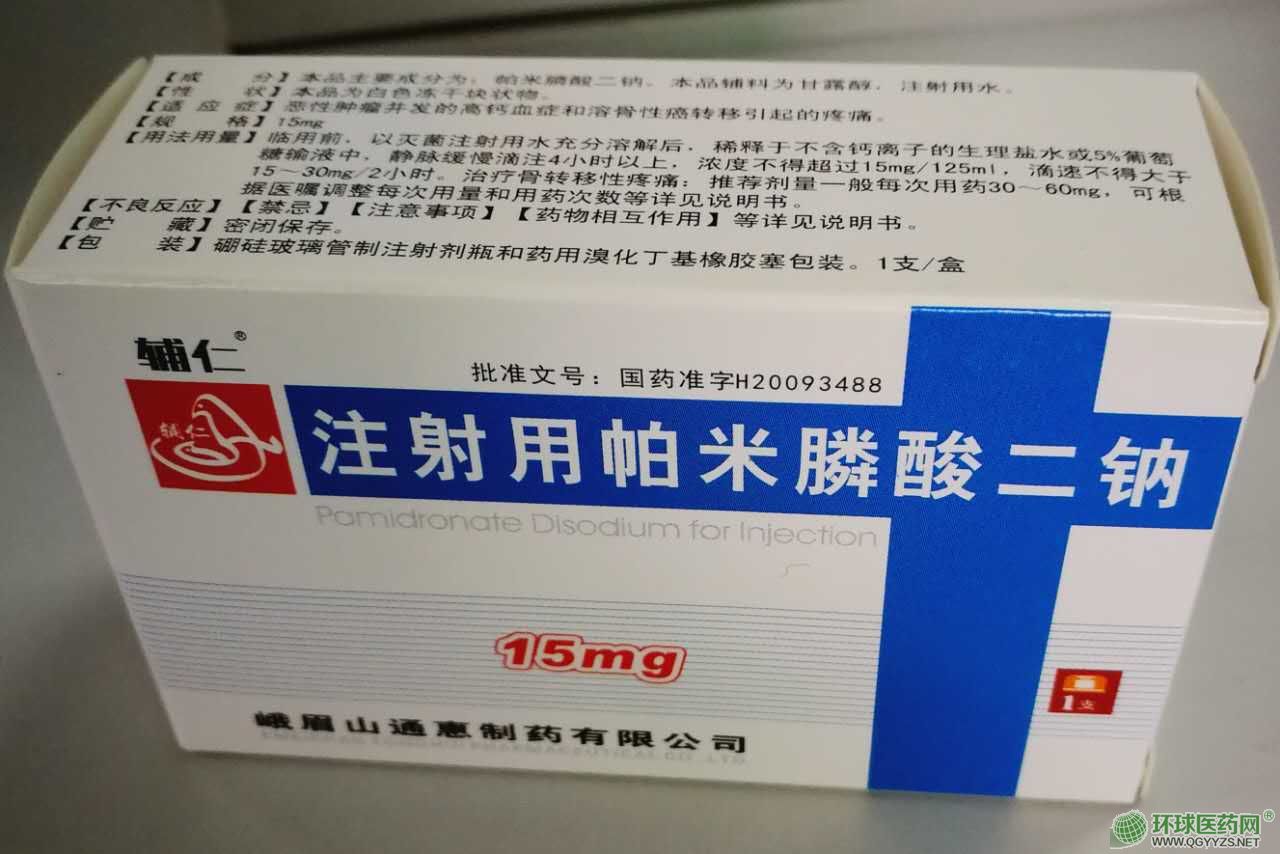 【成 分】本品主要成分为：帕米膦酸二钠。本品辅料为甘露醇，注射用水。
【性 状】本品为白色冻干块状物。
【适 应 症】恶性肿瘤并发的高钙血症和溶骨性癌转移引起的疼痛。
【规 格】15mg
【用法用量】临用前，以灭菌注射用水充分溶解后，稀释于不含钙离子的生理盐水或5%葡萄
糖输液中，静脉缓慢滴注4小时以上，浓度不得超过15mg/125ml，滴速不得大于
15～30mg/2小时。治疗骨转移性疼痛：推荐剂量一般每次用药30～60mg，可根
据医嘱调整每次用量和用药次数等详见说明书。
【不良反应】【禁忌】【注意事项】【药物相互作用】等详见说明书。
【贮 藏】密闭保存。
【包 装】硼硅玻璃管制注射剂瓶和药用溴化丁基橡胶塞包装。1支/盒
辅仁®
批准文号：国药准字H20093488
辅仁
注射用帕米膦酸二钠
Pamidronate Disodium for Injection
15mg
1支
峨眉山通惠制药有限公司
EMEISHAN TONGHUI PHARMACEUTICAL CO.,LTD
环球医药网®
WWW.QGYYZS.NET